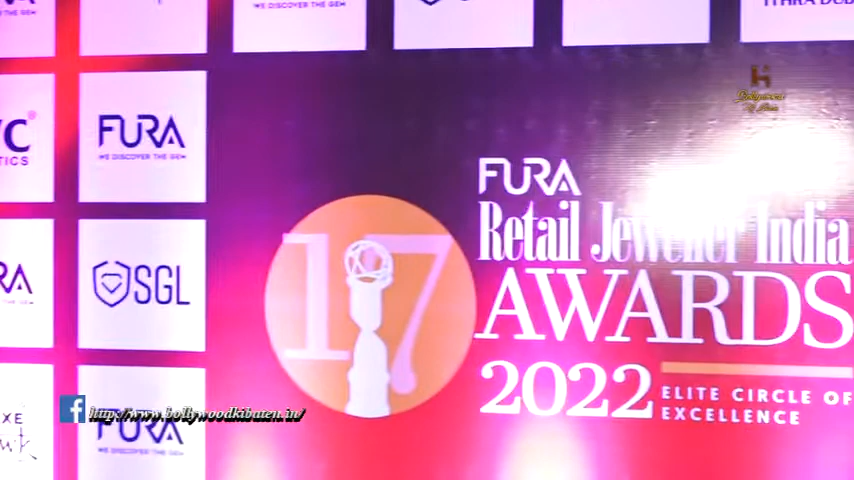 WE DISCOVER THE GEM
FURA
WE DISCOVER THE GEM
SGL
http://www.bollywoodkibaten.in/
FURA
WE DISCOVER THE GEM
17
FURA
Retail Jeweller India
AWARDS
2022
ELITE CIRCLE OF
EXCELLENCE